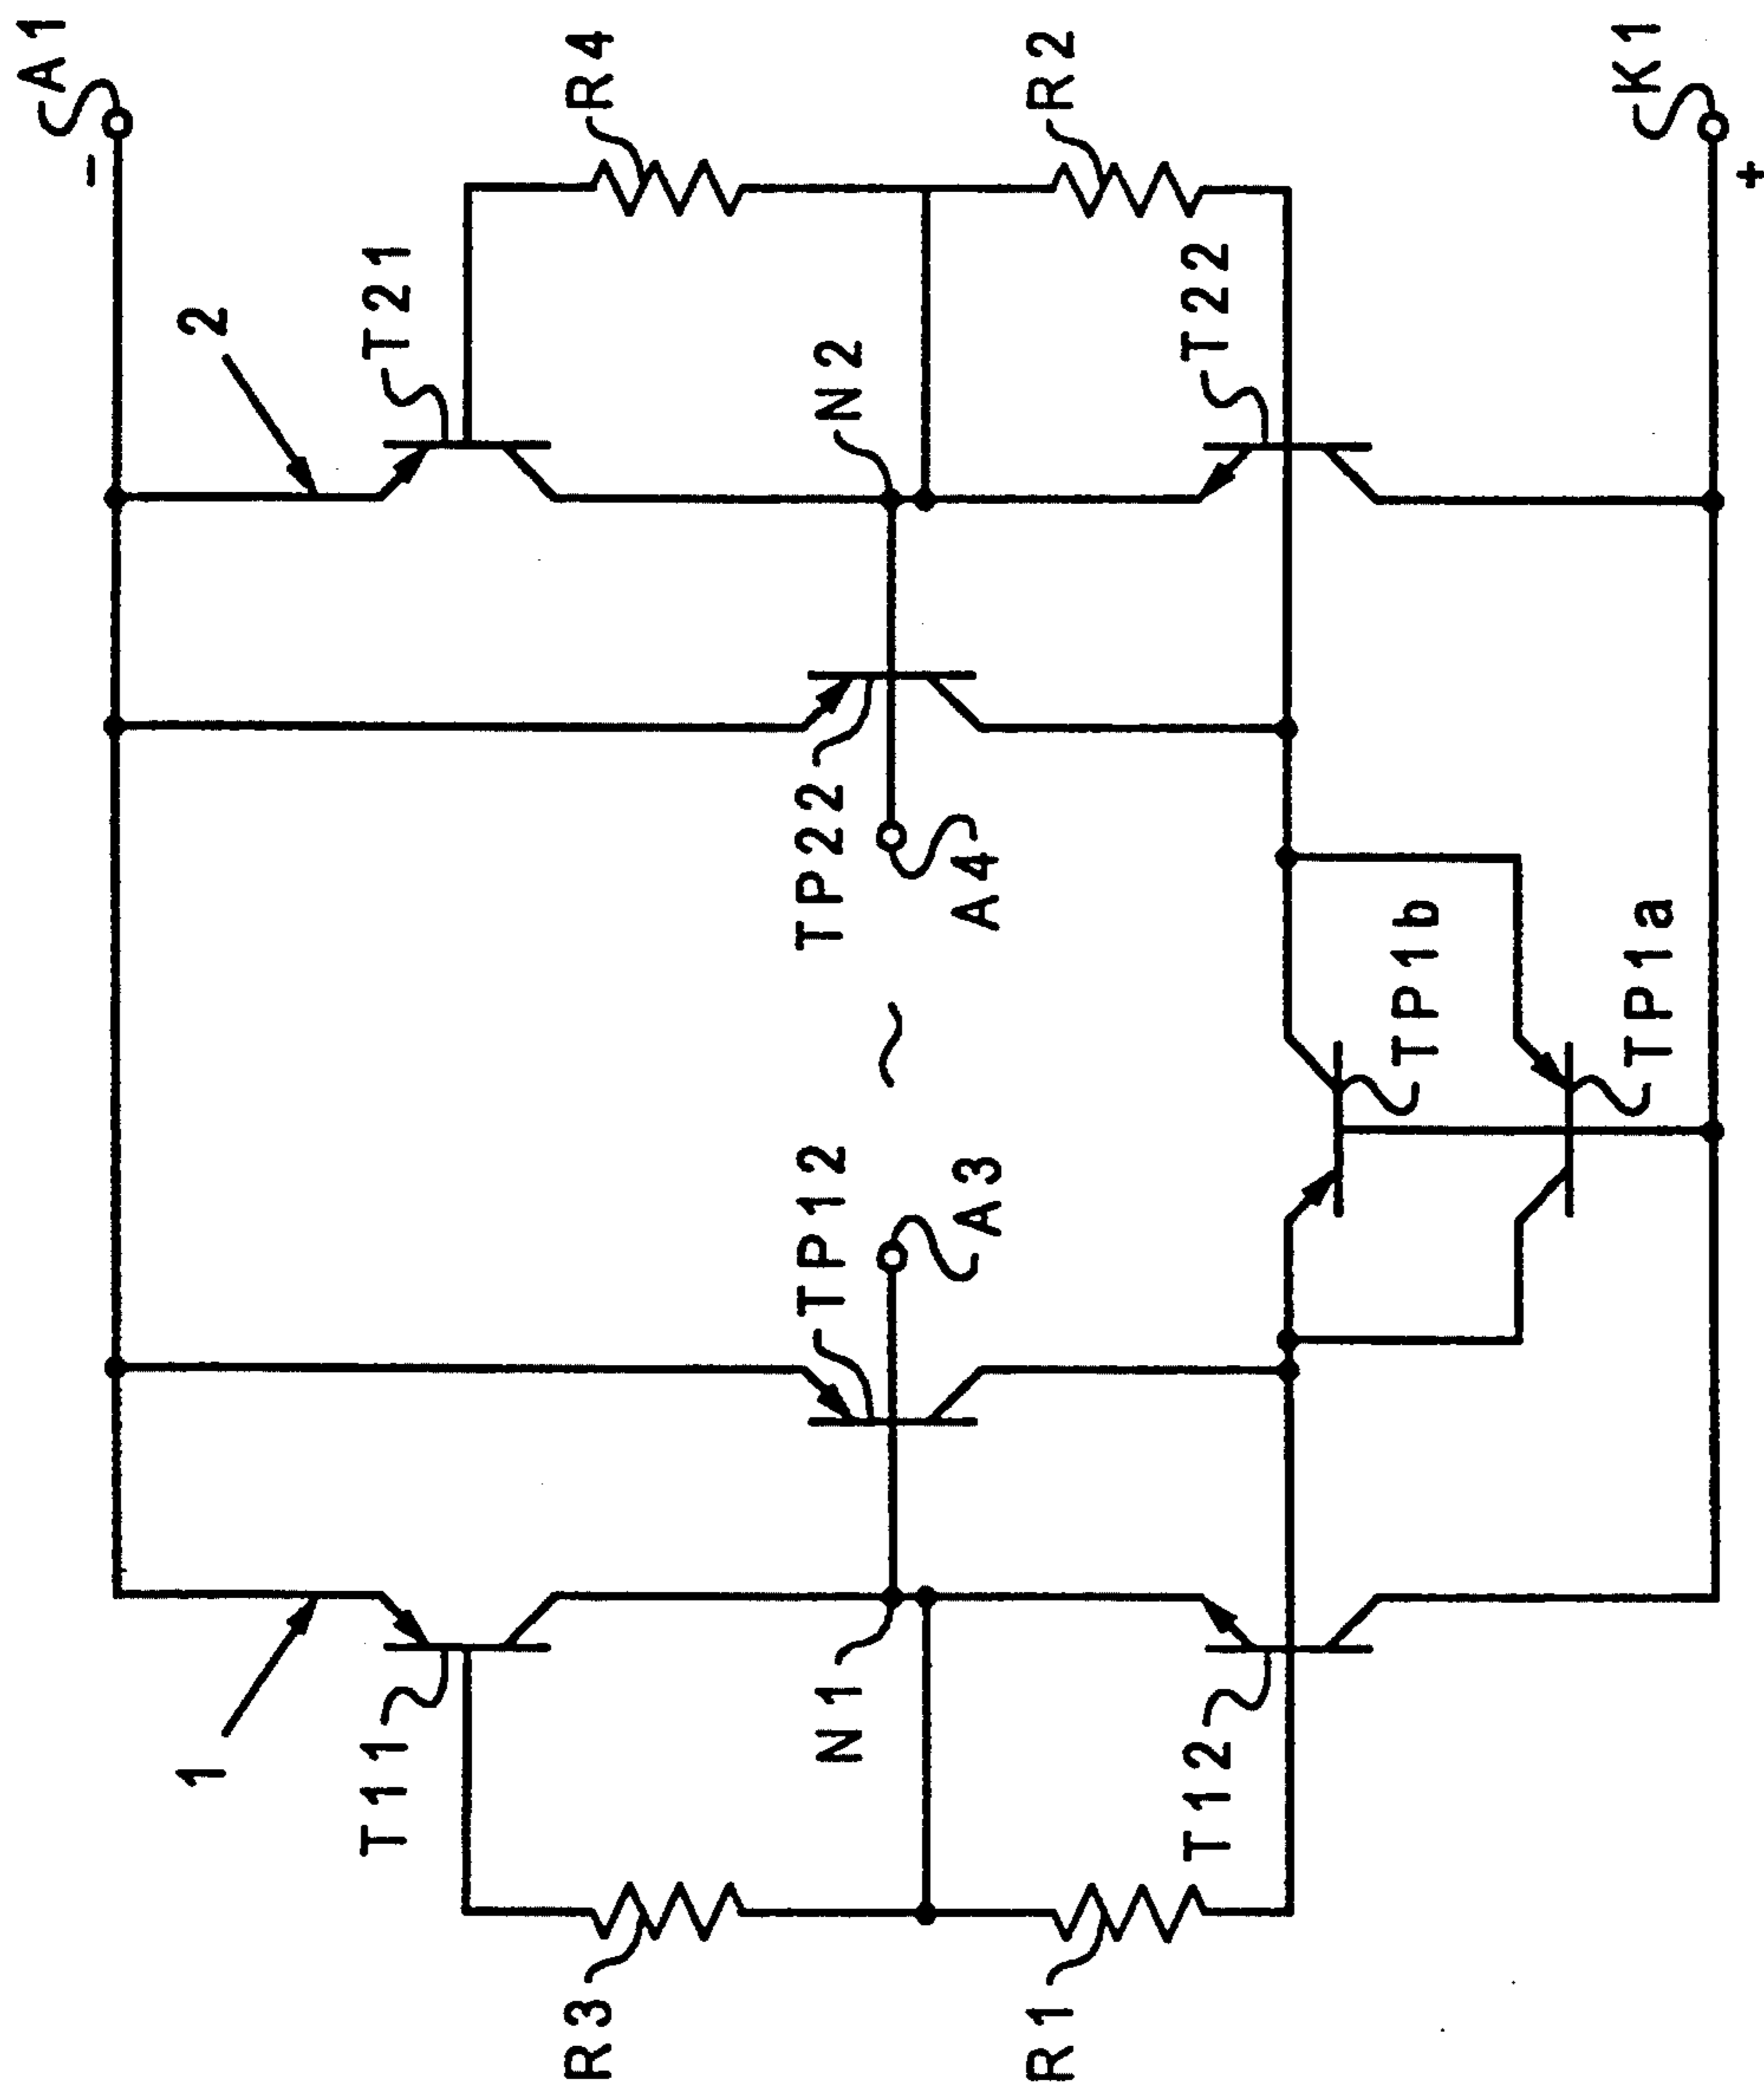 A1
-
R4
R2
K1
+
2
T21
N2
T22
TP22
A4
TP1b
TP1a
~
TP12
A3
1
T11
N1
T12
R3
R1